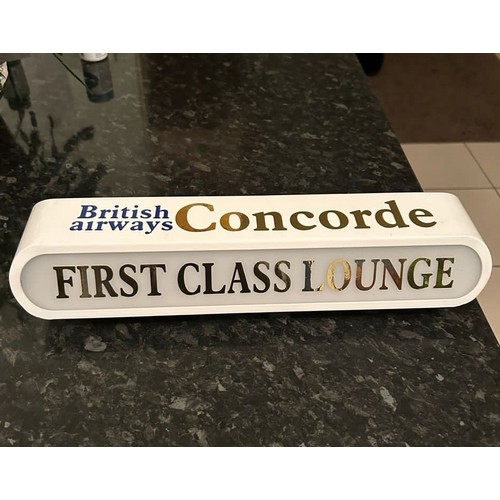 British airways Concorde
FIRST CLASS LOUNGE